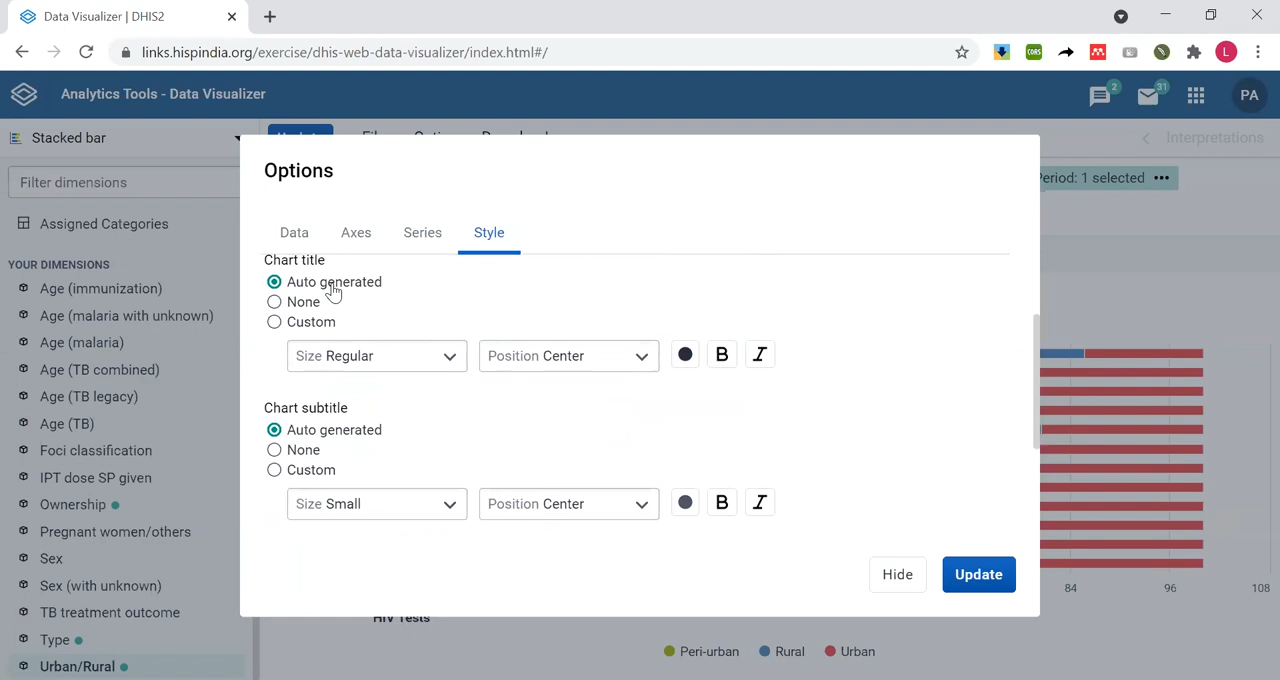 Data Visualizer | DHIS2
links.hispindia.org/exercise/dhis-web-data-visualizer/index.html#/
CORS
L
Analytics Tools - Data Visualizer
2
31
PA
Stacked bar
Interpretations
Filter dimensions
Period: 1 selected
Assigned Categories
YOUR DIMENSIONS
Age (immunization)
Age (malaria with unknown)
Age (malaria)
Age (TB combined)
Age (TB legacy)
Age (TB)
Foci classification
IPT dose SP given
Ownership
Pregnant women/others
Sex
Sex (with unknown)
TB treatment outcome
Type
Urban/Rural
Options
Data Axes Series Style
Chart title
Auto generated
None
Custom
Size Regular Position Center B I
Chart subtitle
Auto generated
None
Custom
Size Small Position Center B I
Hide Update
84 96 108
HIV Tests
Peri-urban Rural Urban